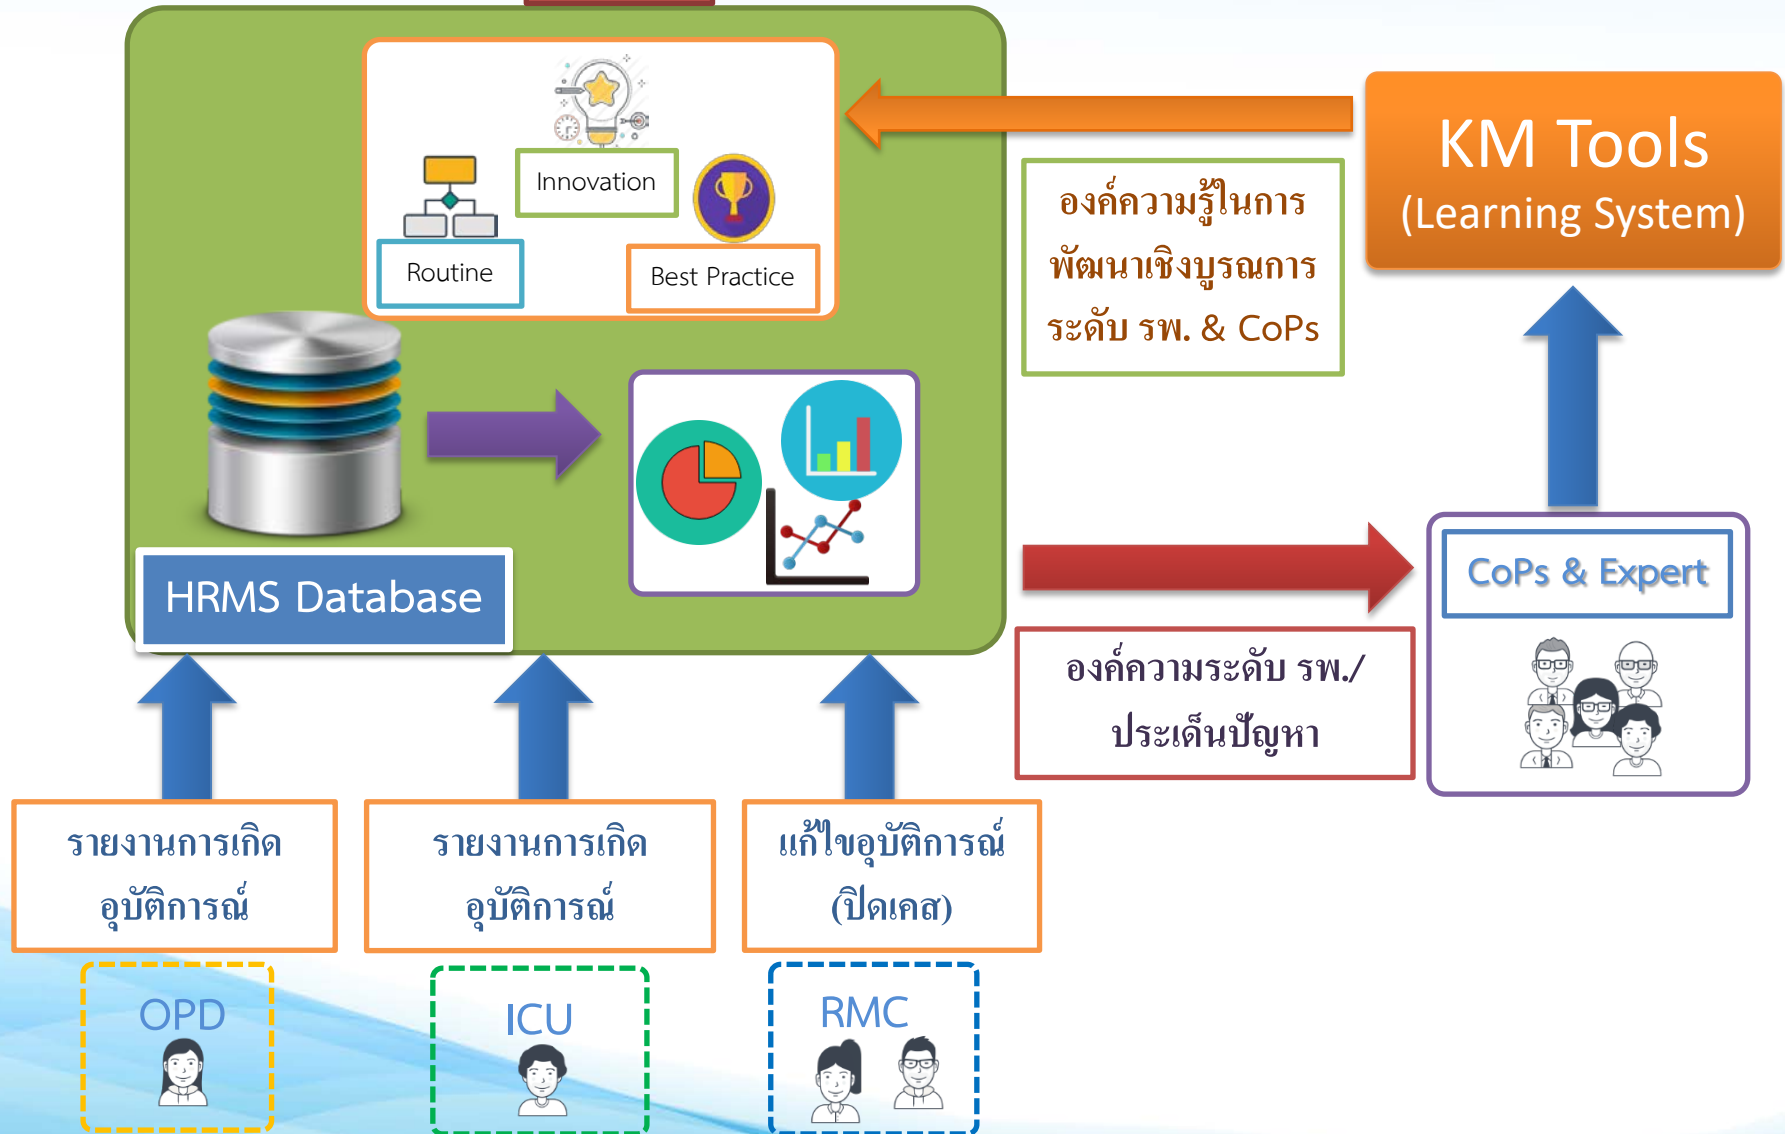 Innovation
Routine
Best Practice
HRMS Database
KM Tools
(Learning System)
องค์ความรู้ในการ
พัฒนาเชิงบูรณการ
ระดับ รพ. & CoPs
CoPs & Expert
องค์ความระดับ รพ./
ประเด็นปัญหา
รายงานการเกิด
อุบัติการณ์
รายงานการเกิด
อุบัติการณ์
แก้ไขอุบัติการณ์
(ปิดเคส)
OPD
ICU
RMC